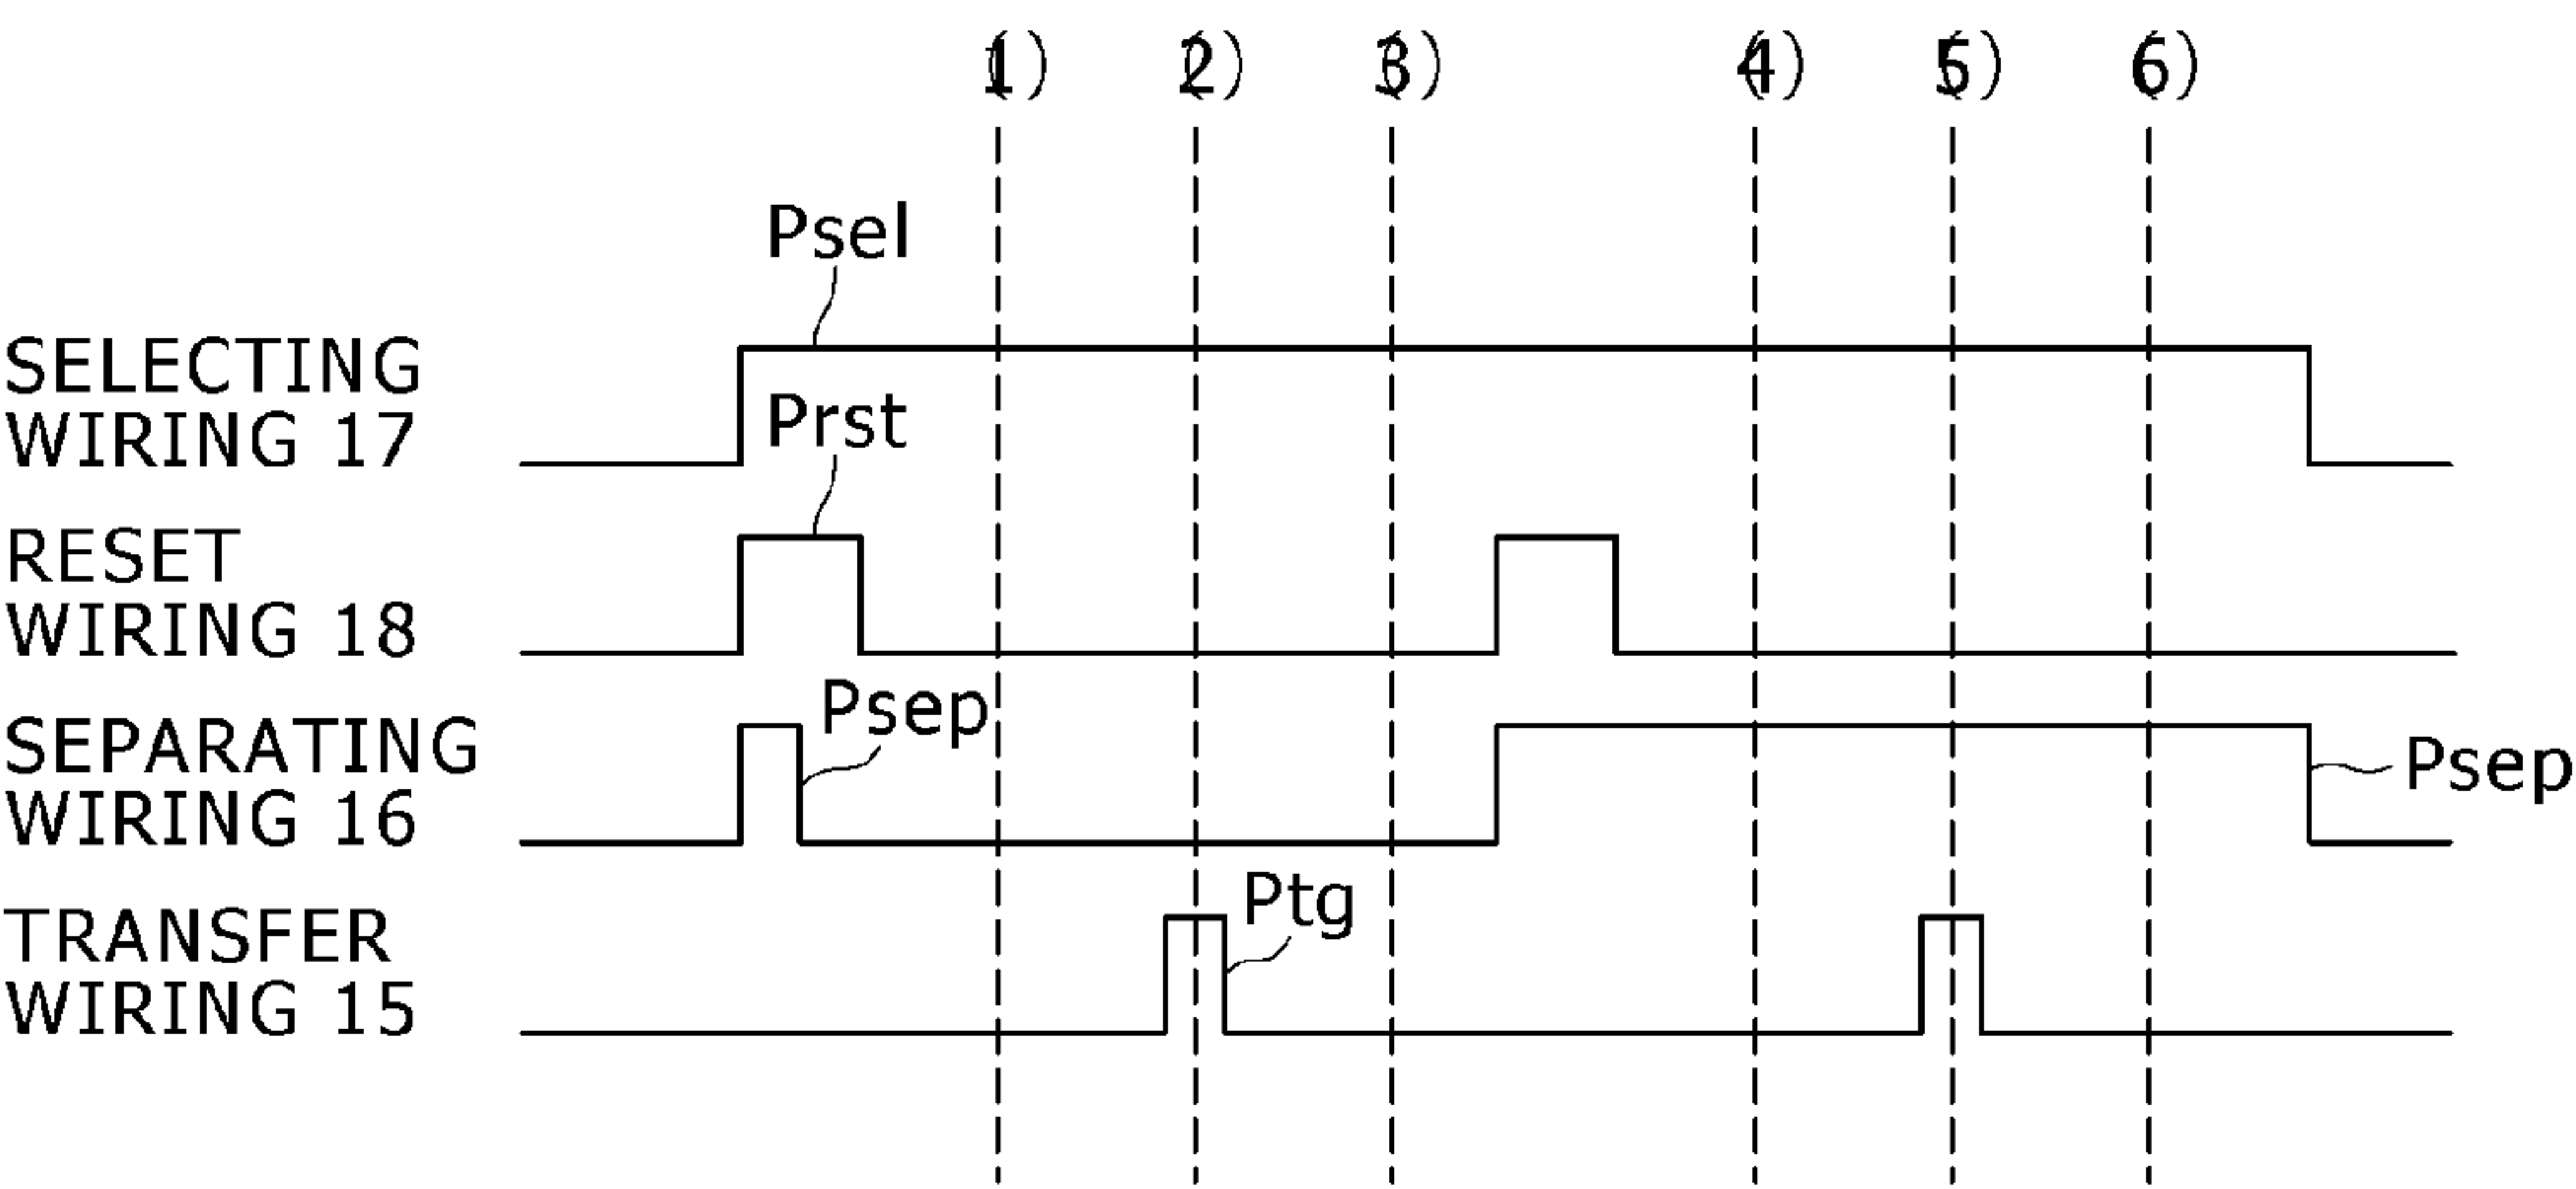 1) 2) 3) 4) 5) 6)
Psel
SELECTING
WIRING 17
Prst
RESET
WIRING 18
Psep
SEPARATING
WIRING 16
Psep
Ptg
TRANSFER
WIRING 15